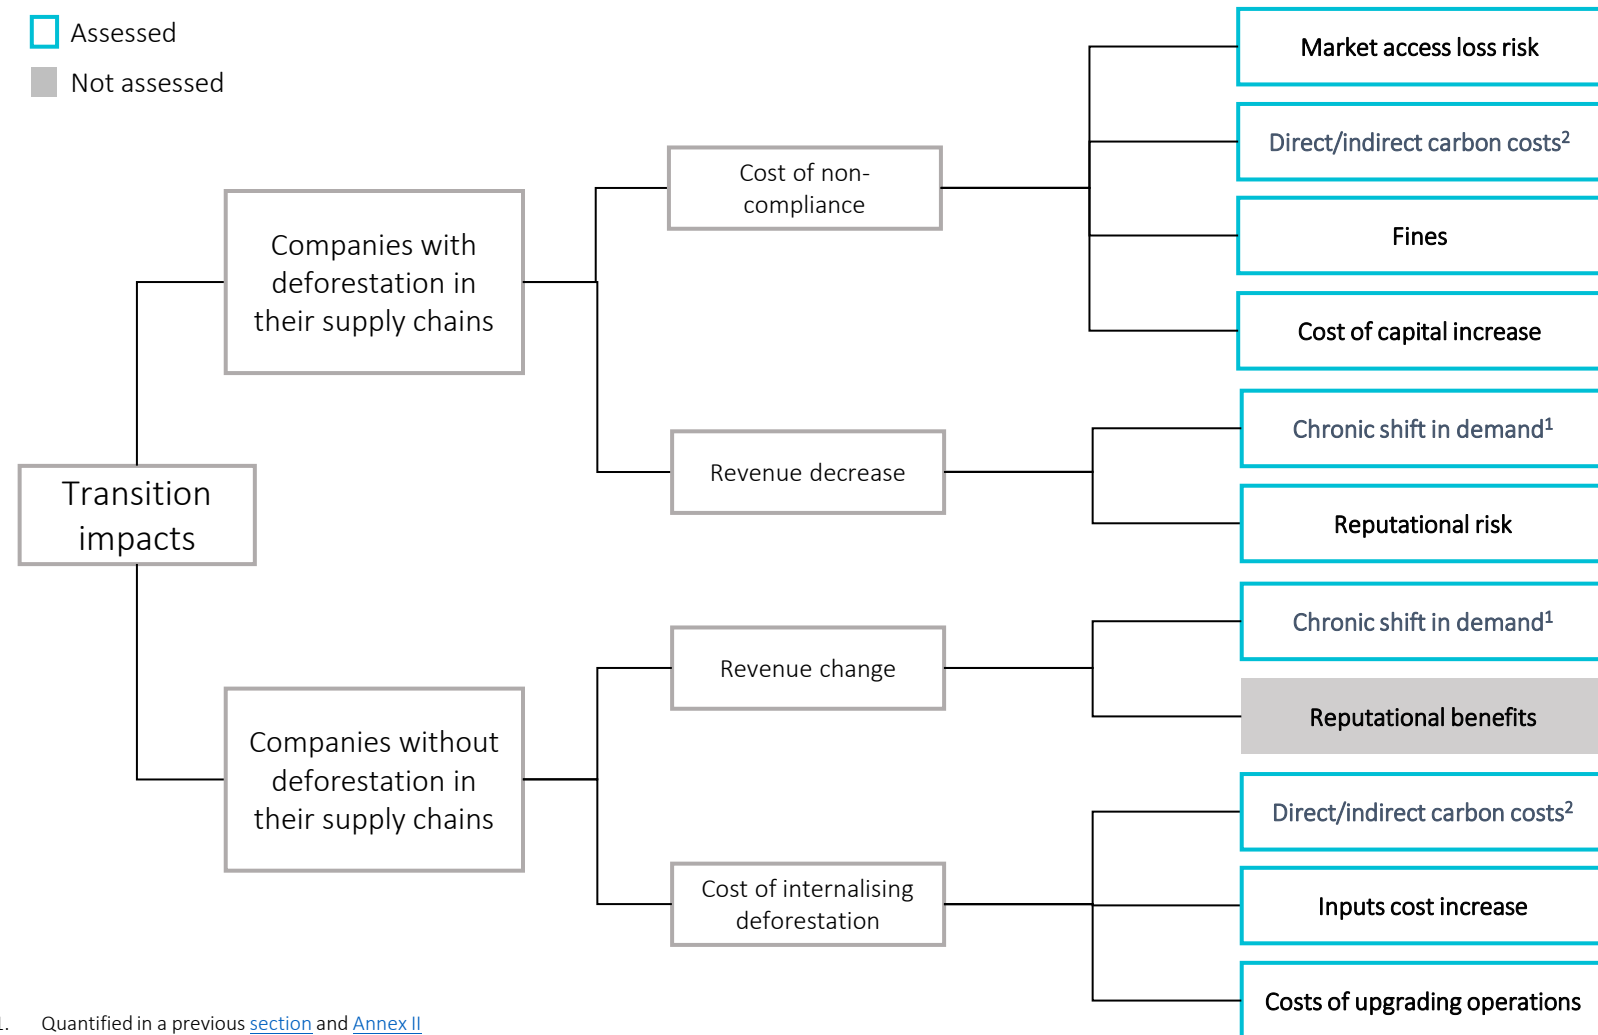 Assessed
Not assessed
Transition
impacts
Companies with
deforestation in
their supply chains
Cost of non-
compliance
Market access loss risk
Direct/indirect carbon costs²
Fines
Cost of capital increase
Revenue decrease
Chronic shift in demand¹
Reputational risk
Companies without
deforestation in
their supply chains
Revenue change
Chronic shift in demand¹
Reputational benefits
Cost of internalising
deforestation
Direct/indirect carbon costs²
Inputs cost increase
Costs of upgrading operations
1. Quantified in a previous section and Annex II